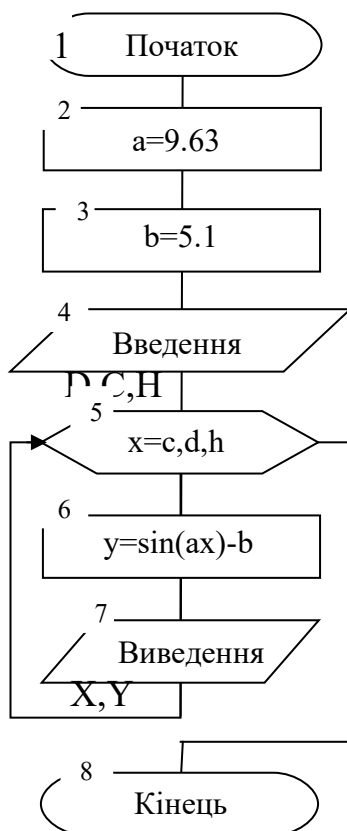 1 Початок
2
a=9.63
3
b=5.1
4
Введення
D,C,H
5
x=c,d,h
6
y=sin(ax)-b
7
Виведення
X,Y
8
Кінець